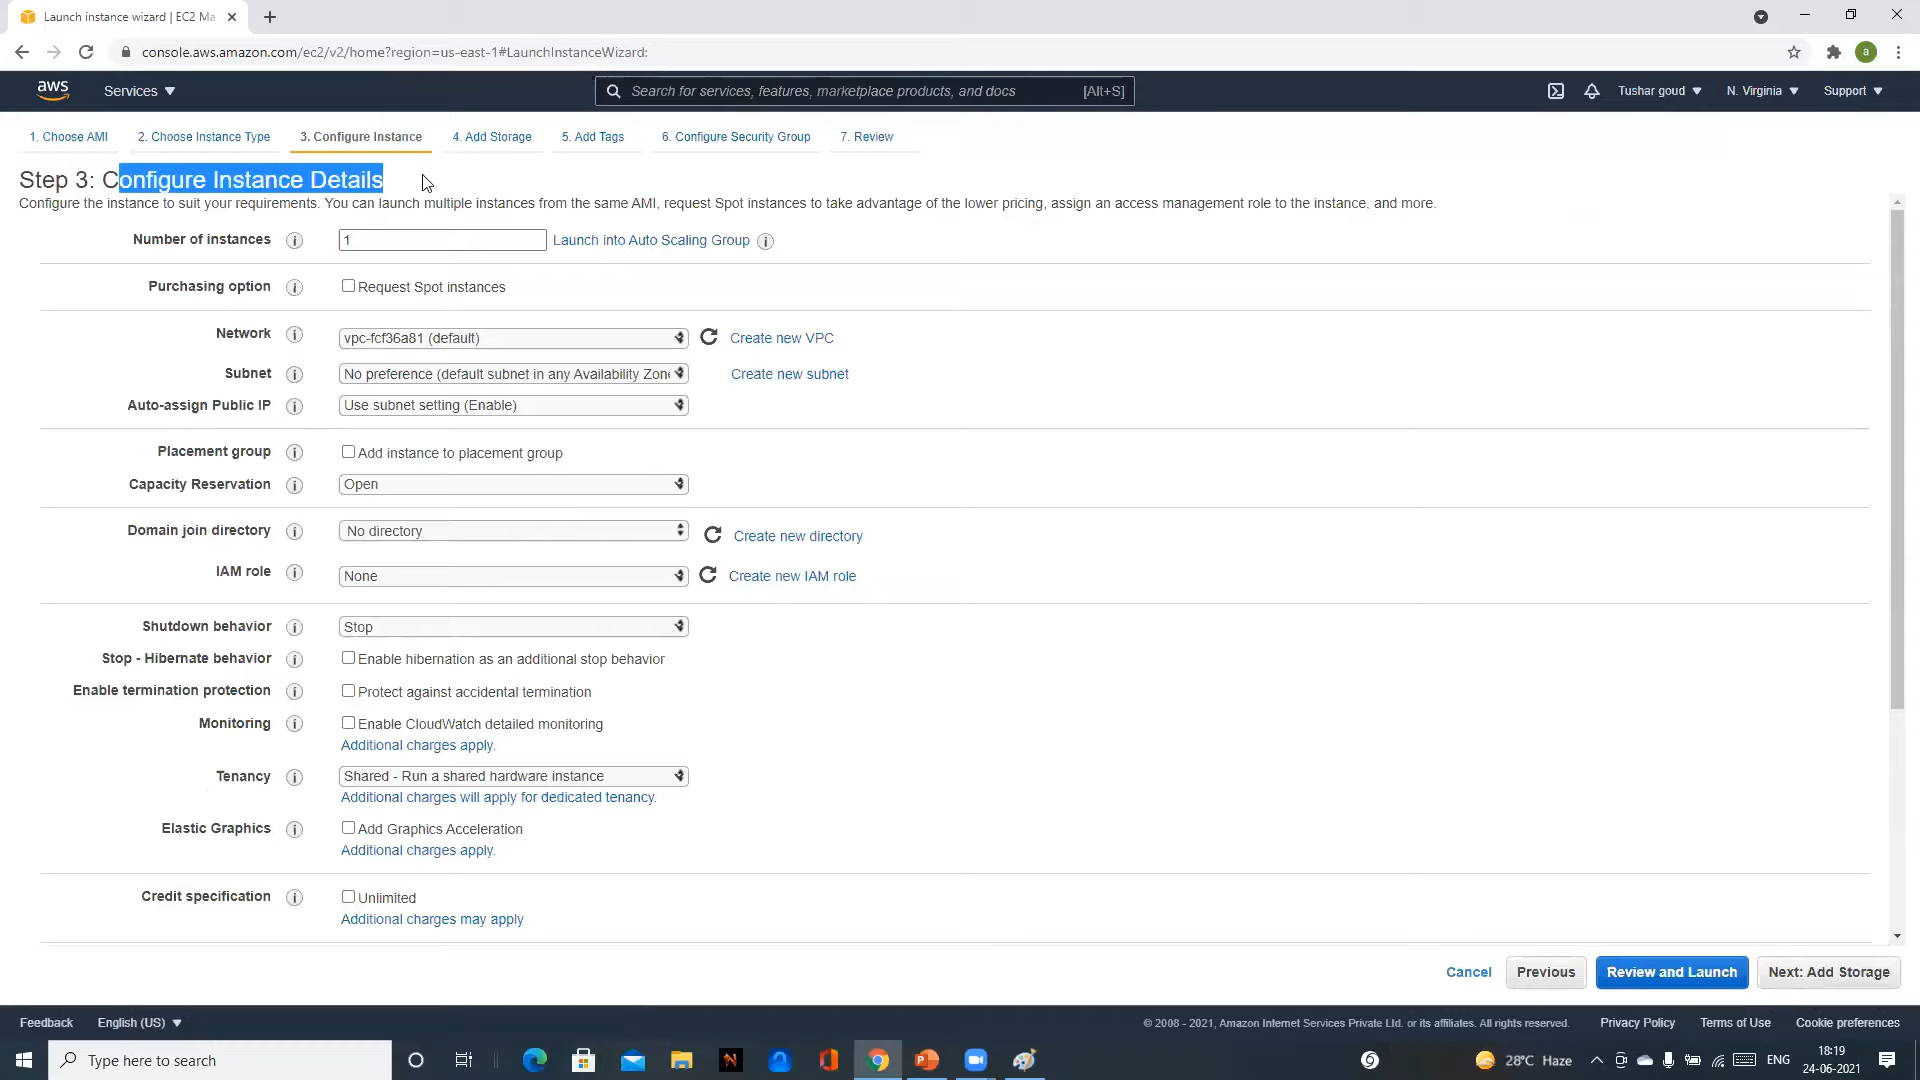 Launch instance wizard | EC2 Ma
console.aws.amazon.com/ec2/v2/home?region=us-east-1#LaunchInstanceWizard:
a
aws
Services
Search for services, features, marketplace products, and docs [Alt+S]
Tushar goud
N. Virginia
Support
1. Choose AMI
2. Choose Instance Type
3. Configure Instance
4. Add Storage
5. Add Tags
6. Configure Security Group
7. Review
Step 3: Configure Instance Details
Configure the instance to suit your requirements. You can launch multiple instances from the same AMI, request Spot instances to take advantage of the lower pricing, assign an access management role to the instance, and more.
Number of instances i 1 Launch into Auto Scaling Group i
Purchasing option i Request Spot instances
Network i vpc-fcf36a81 (default) Create new VPC
Subnet i No preference (default subnet in any Availability Zone Create new subnet
Auto-assign Public IP i Use subnet setting (Enable)
Placement group i Add instance to placement group
Capacity Reservation i Open
Domain join directory i No directory Create new directory
IAM role i None Create new IAM role
Shutdown behavior i Stop
Stop - Hibernate behavior i Enable hibernation as an additional stop behavior
Enable termination protection i Protect against accidental termination
Monitoring i Enable CloudWatch detailed monitoring
Additional charges apply.
Tenancy i Shared - Run a shared hardware instance
Additional charges will apply for dedicated tenancy.
Elastic Graphics i Add Graphics Acceleration
Additional charges apply.
Credit specification i Unlimited
Additional charges may apply
Cancel Previous Review and Launch Next: Add Storage
Feedback English (US)
© 2008 - 2021, Amazon Internet Services Private Ltd. or its affiliates. All rights reserved. Privacy Policy Terms of Use Cookie preferences
Type here to search
28°C Haze
ENG
18:19
24-06-2021